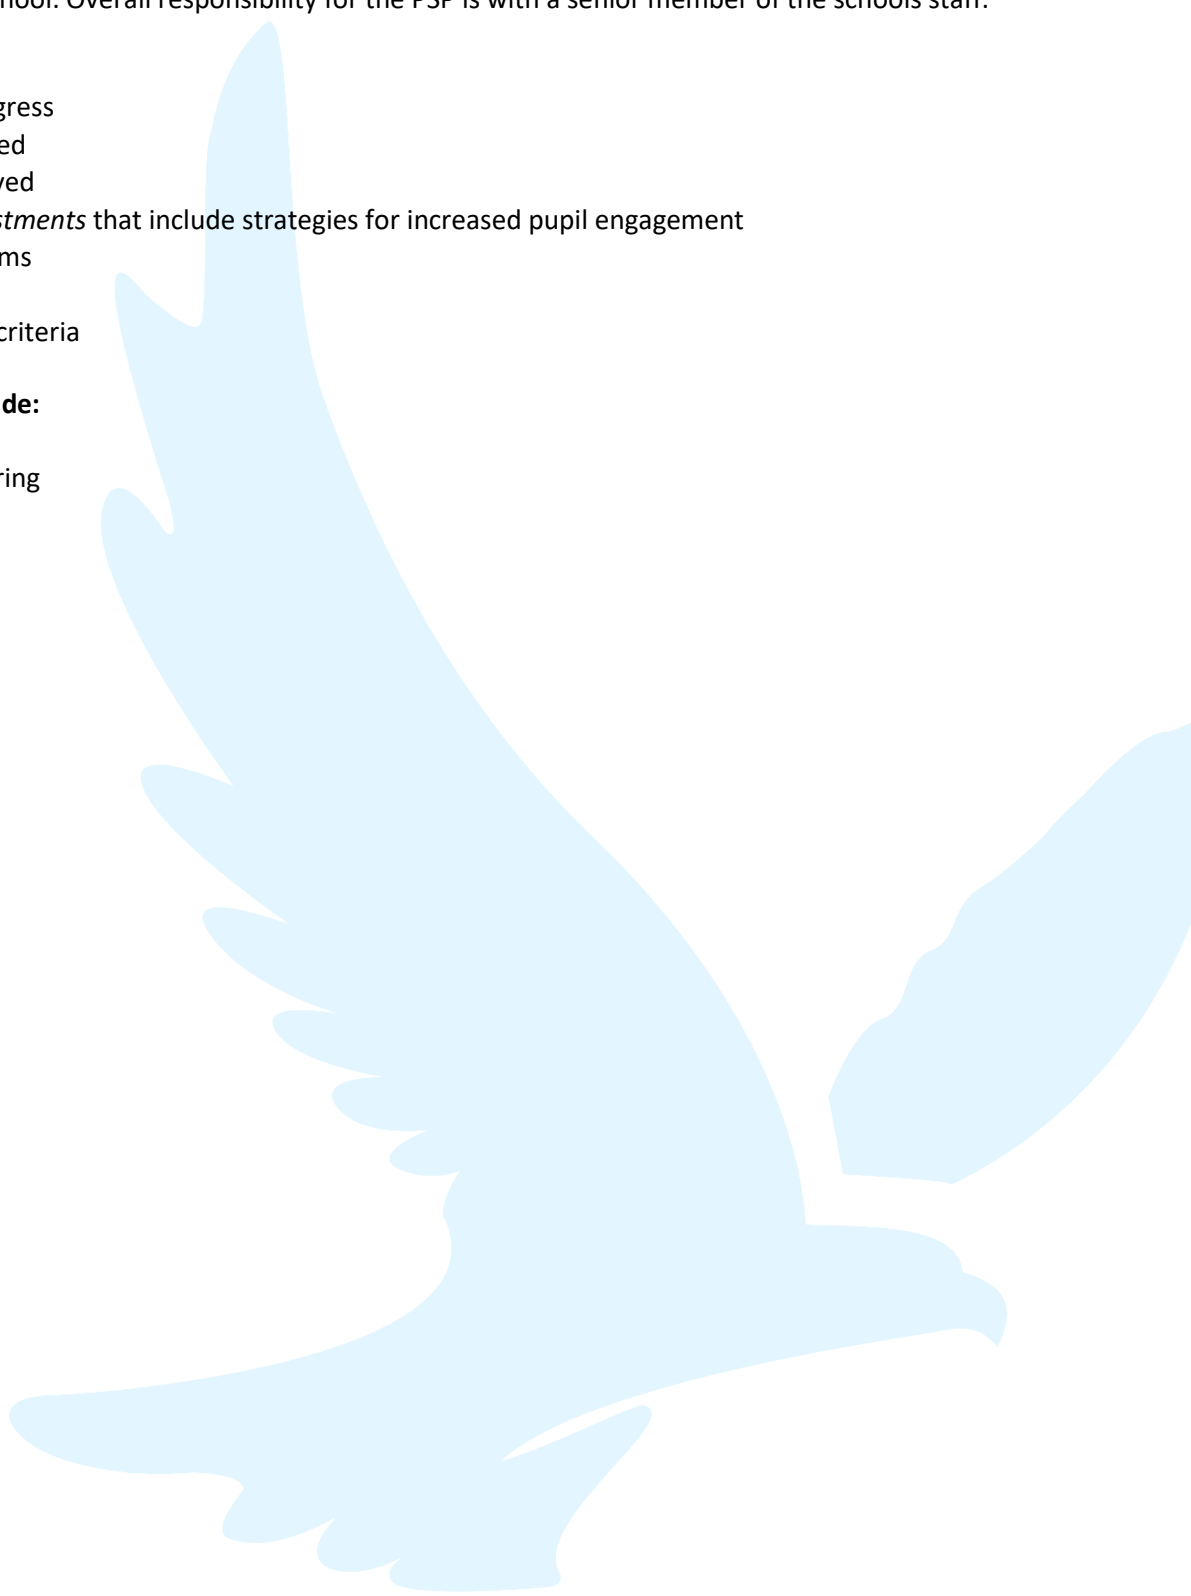 hool. Overall responsibility for the PSP is with a senior member of the schools staff.
gress
ed
ved
stments that include strategies for increased pupil engagement
ms
criteria
de:
ring